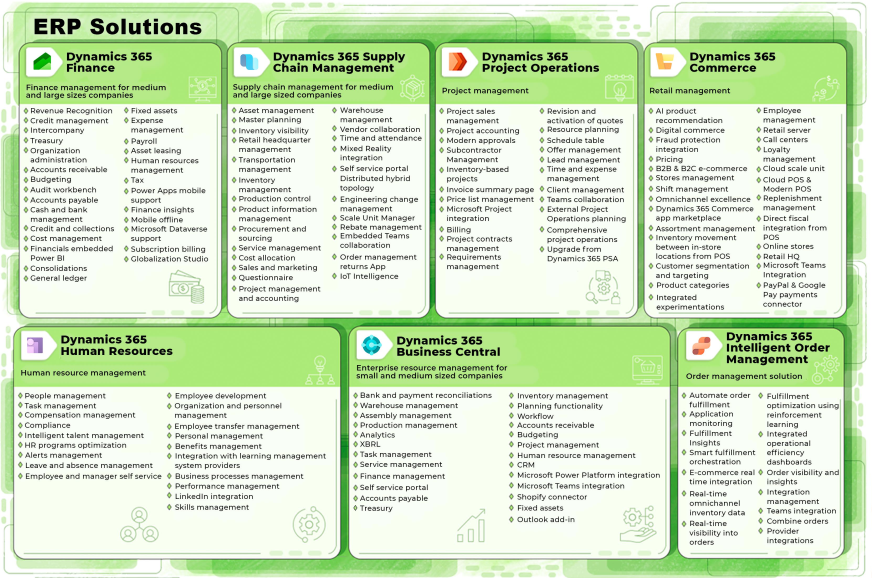 ERP Solutions
Dynamics 365
Finance
Finance management for medium
and large sized companies
Revenue Recognition
Credit management
Intercompany
Treasury
Organization
administration
Accounts receivable
Budgeting
Audit workbench
Accounts payable
Cash and bank
management
Credit and collections
Cost management
Financials embedded
Power BI
Consolidations
General ledger
Fixed assets
Expense
management
Payroll
Asset leasing
Human resources
management
Tax
Power Apps mobile
support
Finance insights
Mobile offline
Microsoft Dataverse
support
Subscription billing
Globalization Studio
Dynamics 365 Supply
Chain Management
Supply chain management for medium
and large sized companies
Asset management
Master planning
Inventory visibility
Retail headquarter
management
Transportation
management
Inventory
management
Production control
Product information
management
Procurement and
sourcing
Service management
Cost allocation
Sales and marketing
Questionnaire
Project management
and accounting
Warehouse
management
Vendor collaboration
Time and attendance
Mixed Reality
integration
Self service portal
Distributed hybrid
topology
Engineering change
management
Scale Unit Manager
Rebate management
Embedded Teams
collaboration
Order management
returns App
IoT Intelligence
Dynamics 365
Project Operations
Project management
Project sales
management
Project accounting
Modern approvals
Subcontractor
Management
Inventory-based
projects
Invoice summary page
Price list management
Microsoft Project
integration
Billing
Project contracts
management
Requirements
management
Revision and
activation of quotes
Resource planning
Schedule table
Offer management
Lead management
Time and expense
management
Client management
Teams collaboration
External Project
Operations planning
Comprehensive
project operations
Upgrade from
Dynamics 365 PSA
Dynamics 365
Commerce
Retail management
AI product
recommendation
Digital commerce
Fraud protection
integration
Pricing
B2B & B2C e-commerce
Stores management
Shift management
Omnichannel excellence
Dynamics 365 Commerce
app marketplace
Assortment management
Inventory movement
between in-store
locations from POS
Customer segmentation
and targeting
Product categories
Integrated
experimentations
Employee
management
Retail server
Call centers
Loyalty
management
Cloud scale unit
Cloud POS &
Modern POS
Replenishment
management
Direct fiscal
integration from
POS
Online stores
Retail HQ
Microsoft Teams
Integration
PayPal & Google
Pay payments
connector
Dynamics 365
Human Resources
Human resource management
People management
Task management
Compensation management
Compliance
Intelligent talent management
HR programs optimization
Alerts management
Leave and absence management
Employee and manager self service
Employee development
Organization and personnel
management
Employee transfer management
Personal management
Benefits management
Integration with learning management
system providers
Business processes management
Performance management
LinkedIn integration
Skills management
Dynamics 365
Business Central
Enterprise resource management for
small and medium sized companies
Bank and payment reconciliations
Warehouse management
Assembly management
Production management
Analytics
XBRL
Task management
Service management
Finance management
Self service portal
Accounts payable
Treasury
Inventory management
Planning functionality
Workflow
Accounts receivable
Budgeting
Project management
Human resource management
CRM
Microsoft Power Platform integration
Microsoft Teams integration
Shopify connector
Fixed assets
Outlook add-in
Dynamics 365
Intelligent Order
Management
Order management solution
Automate order
fulfillment
Application
monitoring
Fulfillment
Insights
Smart fulfillment
orchestration
E-commerce real
time integration
Real-time
omnichannel
inventory data
Real-time
visibility into
orders
Fulfillment
optimization using
reinforcement
learning
Integrated
operational
efficiency
dashboards
Order visibility and
insights
Integration
management
Teams integration
Combine orders
Provider
integrations